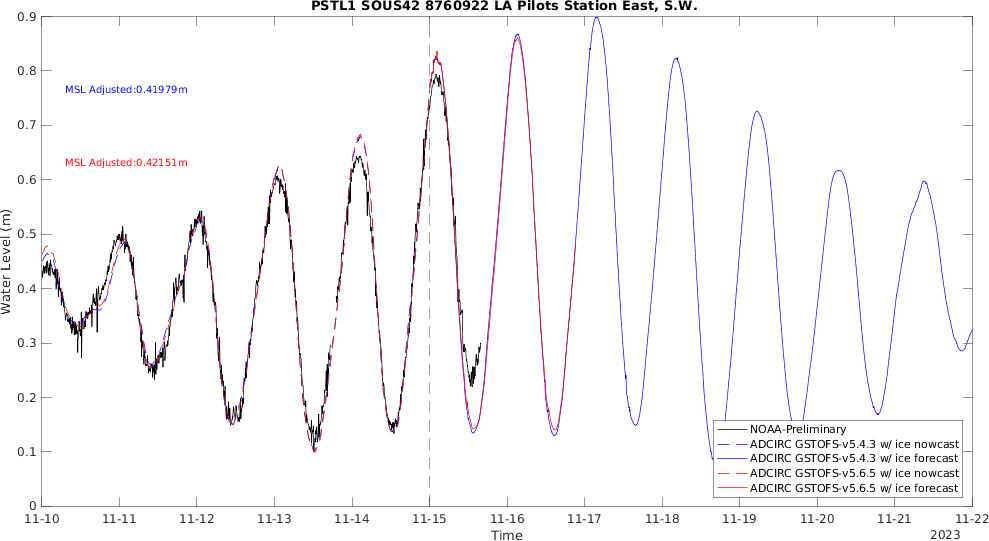 PSTL1 SOUS42 8760922 LA Pilots Station East, S.W.
0.9
0.8
0.7
0.6
0.5
0.4
0.3
0.2
0.1
0
Water Level (m)
MSL Adjusted:0.41979m
MSL Adjusted:0.42151m
NOAA-Preliminary
ADCIRC GSTOFS-v5.4.3 w/ ice nowcast
ADCIRC GSTOFS-v5.4.3 w/ ice forecast
ADCIRC GSTOFS-v5.6.5 w/ ice nowcast
ADCIRC GSTOFS-v5.6.5 w/ ice forecast
11-10 11-11 11-12 11-13 11-14 11-15 11-16 11-17 11-18 11-19 11-20 11-21 11-22
Time
2023